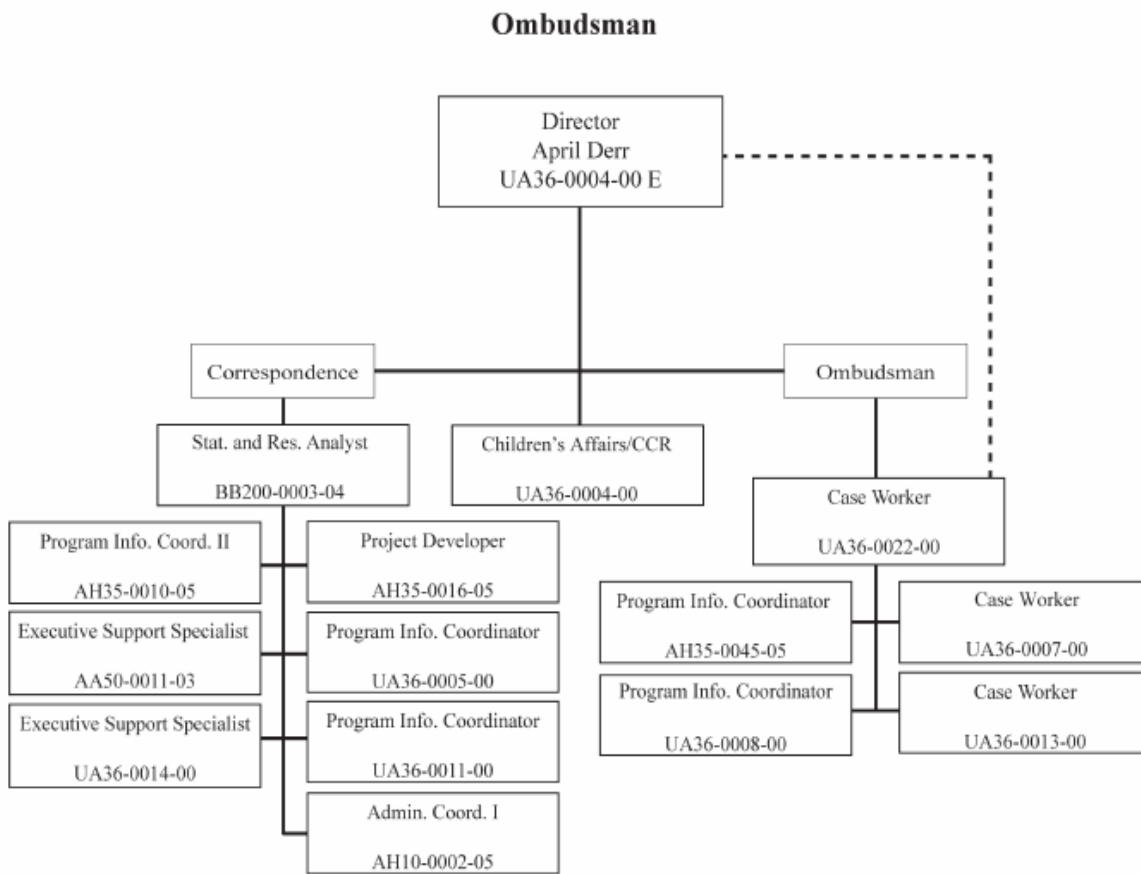 Ombudsman
Director
April Derr
UA36-0004-00 E
Correspondence
Ombudsman
Stat. and Res. Analyst
BB200-0003-04
Children's Affairs/CCR
UA36-0004-00
Case Worker
UA36-0022-00
Program Info. Coord. II
AH35-0010-05
Project Developer
AH35-0016-05
Executive Support Specialist
AA50-0011-03
Program Info. Coordinator
UA36-0005-00
Executive Support Specialist
UA36-0014-00
Program Info. Coordinator
UA36-0011-00
Admin. Coord. I
AH10-0002-05
Program Info. Coordinator
AH35-0045-05
Case Worker
UA36-0007-00
Program Info. Coordinator
UA36-0008-00
Case Worker
UA36-0013-00